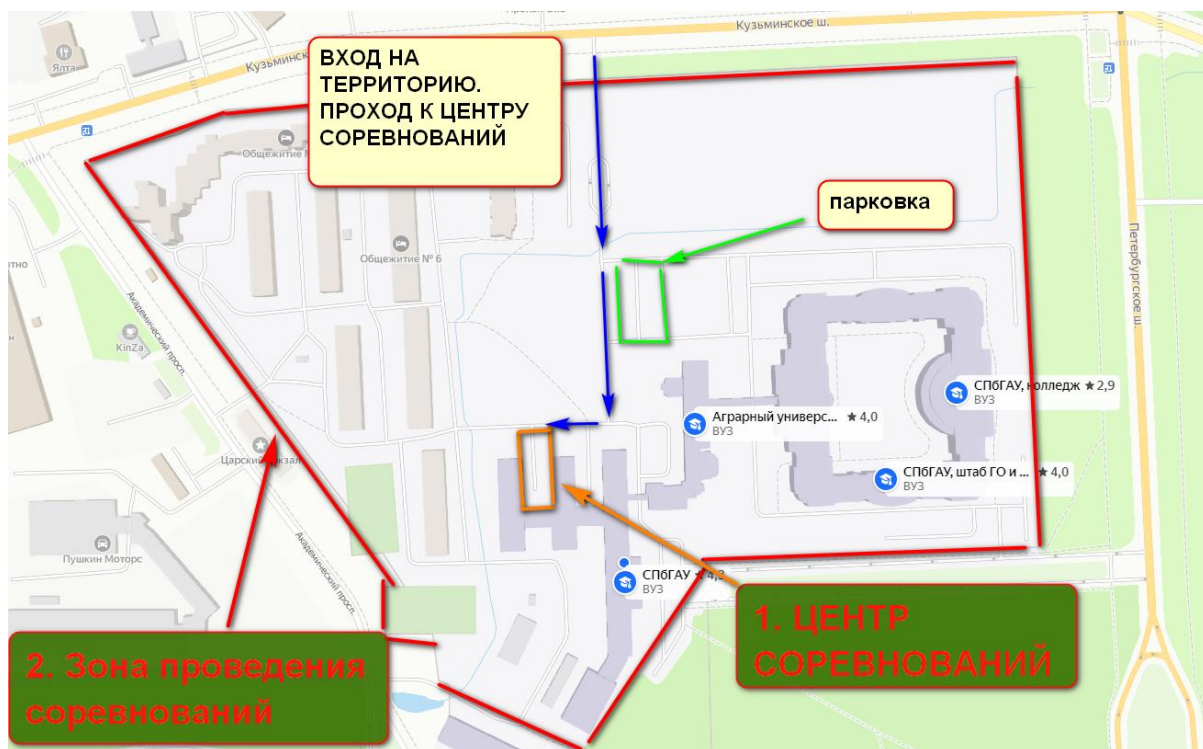 Кузьминское ш.
Ялта
Кузьминск
ВХОД НА
ТЕРРИТОРИЮ.
ПРОХОД К ЦЕНТРУ
СОРЕВНОВАНИЙ
Общежитие №
парковка
Общежитие № 6
Петербургское ш.
Академический просп.
KinZa
СПбГАУ, колледж ★2,9
ВУЗ
Аграрный универс... ★ 4,0
ВУЗ
СПбГАУ, штаб ГО и ... ★ 4,0
ВУЗ
Пушкин Моторс
Академический просп.
СПбГАУ
ВУЗ
1. ЦЕНТР
СОРЕВНОВАНИЙ
2. Зона проведения
соревнований